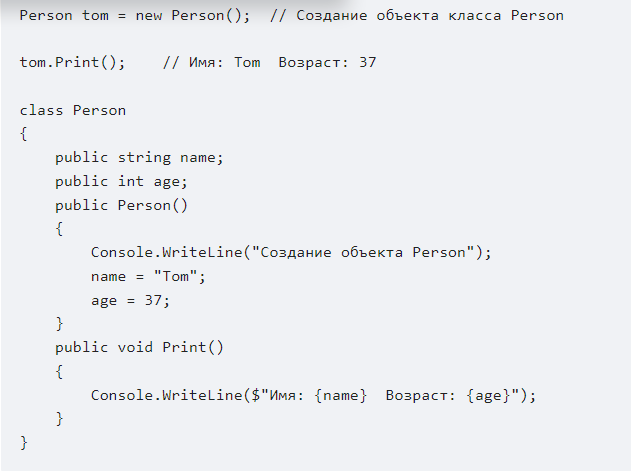 Person tom = new Person();  // Создание объекта класса Person
tom.Print();    // Имя: Tom  Возраст: 37
class Person
{
    public string name;
    public int age;
    public Person()
    {
        Console.WriteLine("Создание объекта Person");
        name = "Tom";
        age = 37;
    }
    public void Print()
    {
        Console.WriteLine($"Имя: {name}  Возраст: {age}");
    }
}